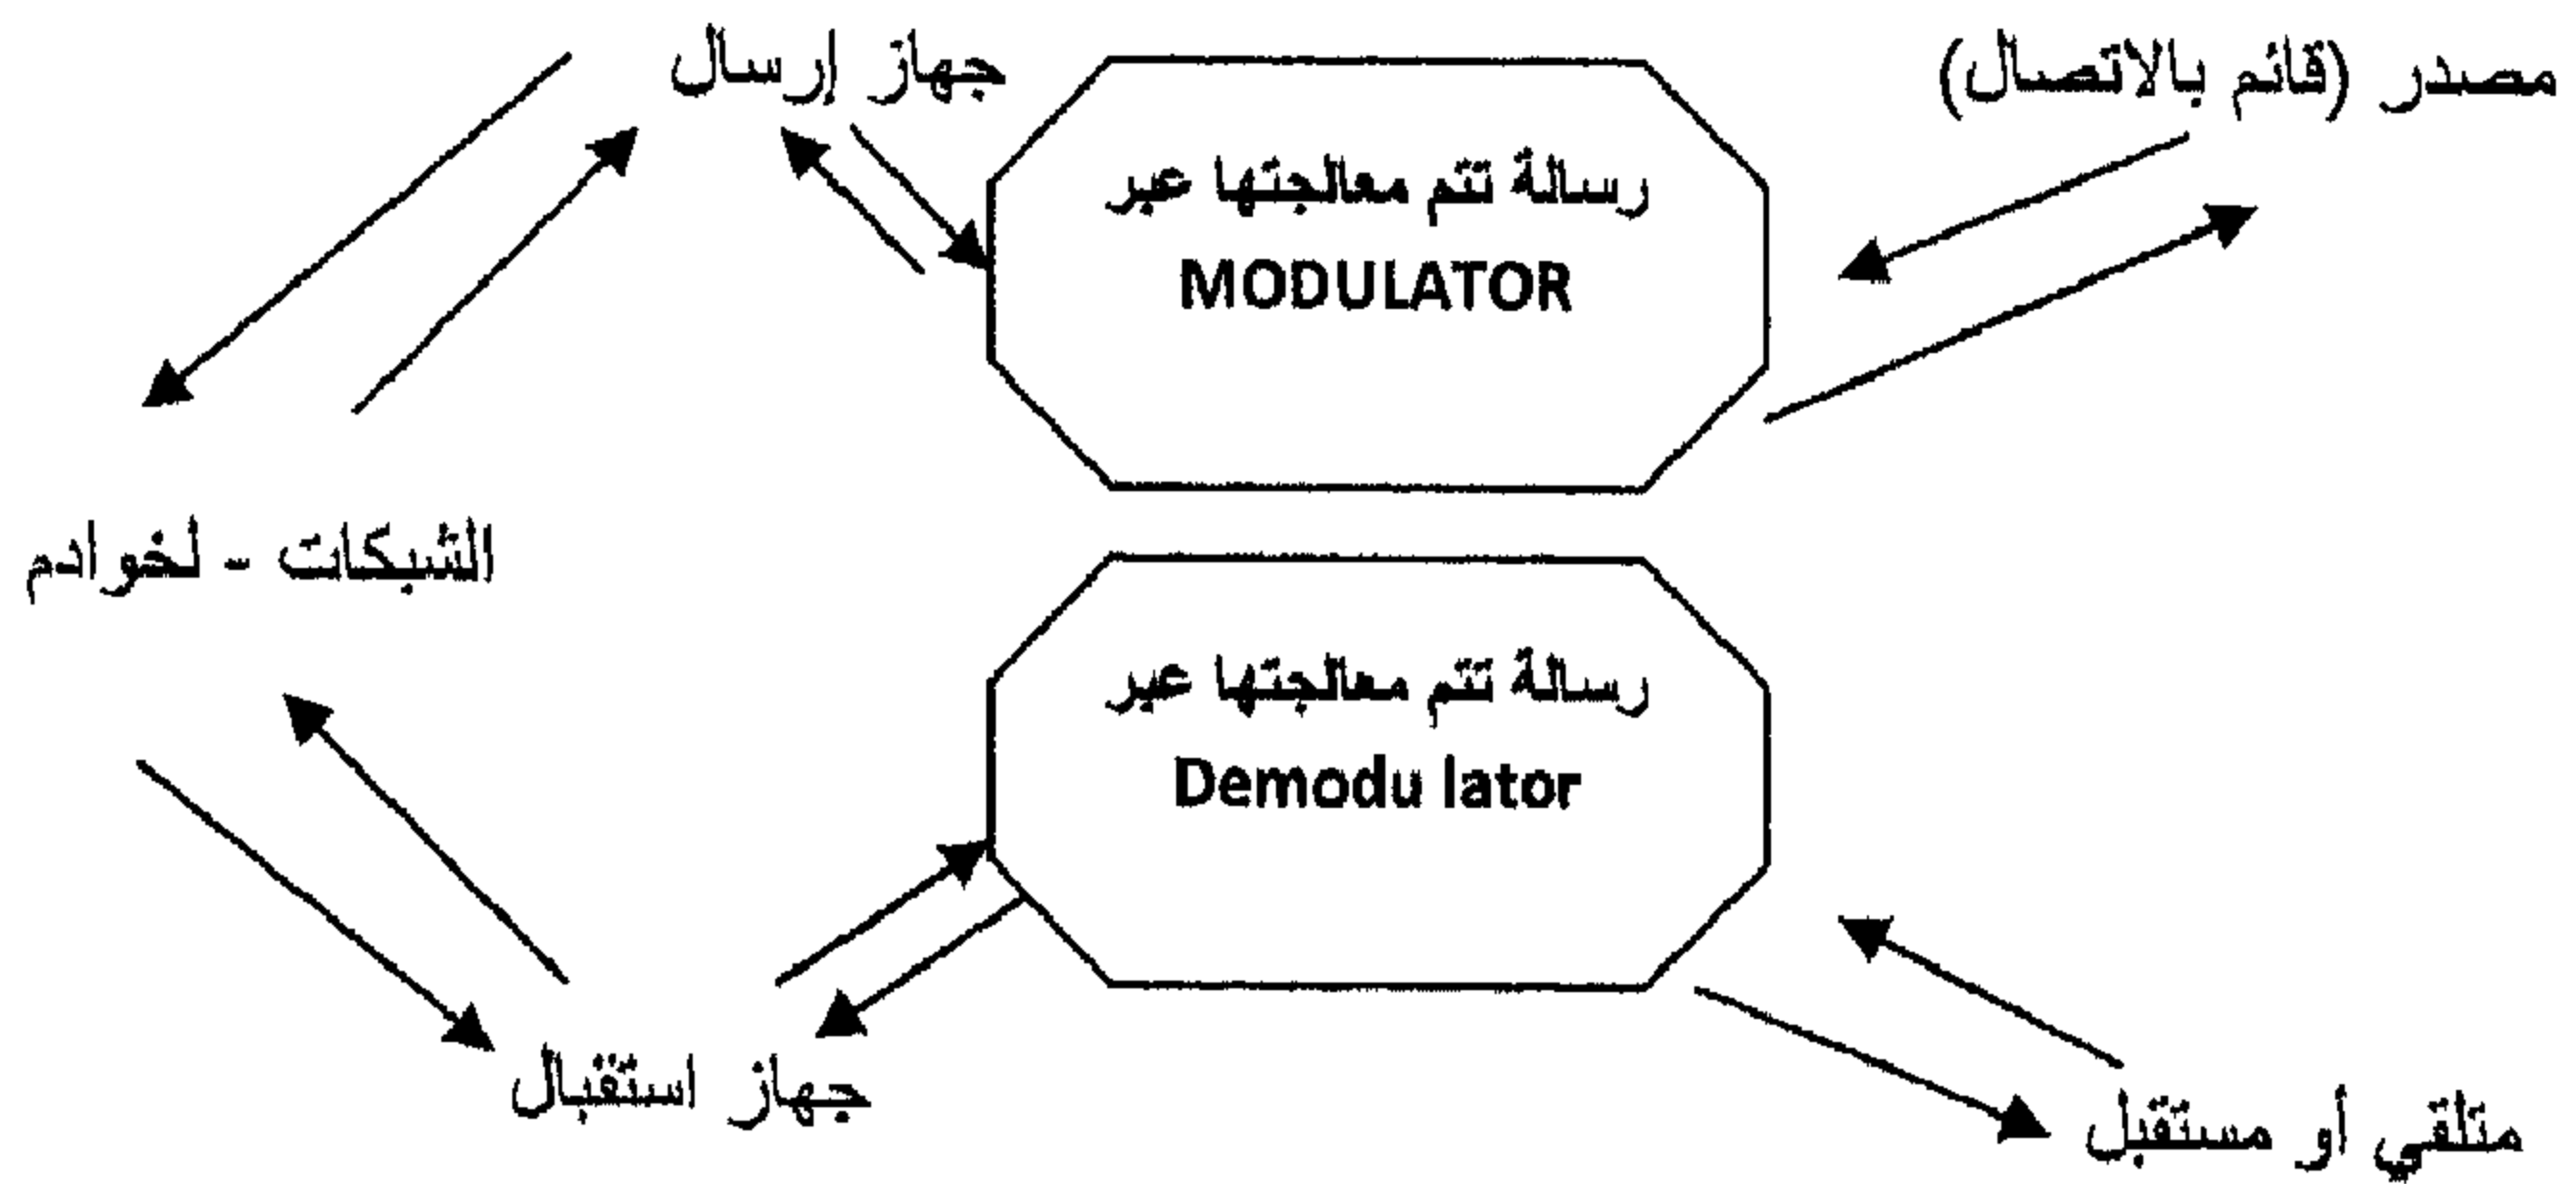 مصدر (قائم بالاتصال)
جهاز إرسال
رسالة تتم معالجتها عبر
MODULATOR
الشبكات - لخوادم
رسالة تتم معالجتها عبر
Demodu lator
جهاز استقبال
متلقي أو مستقبل